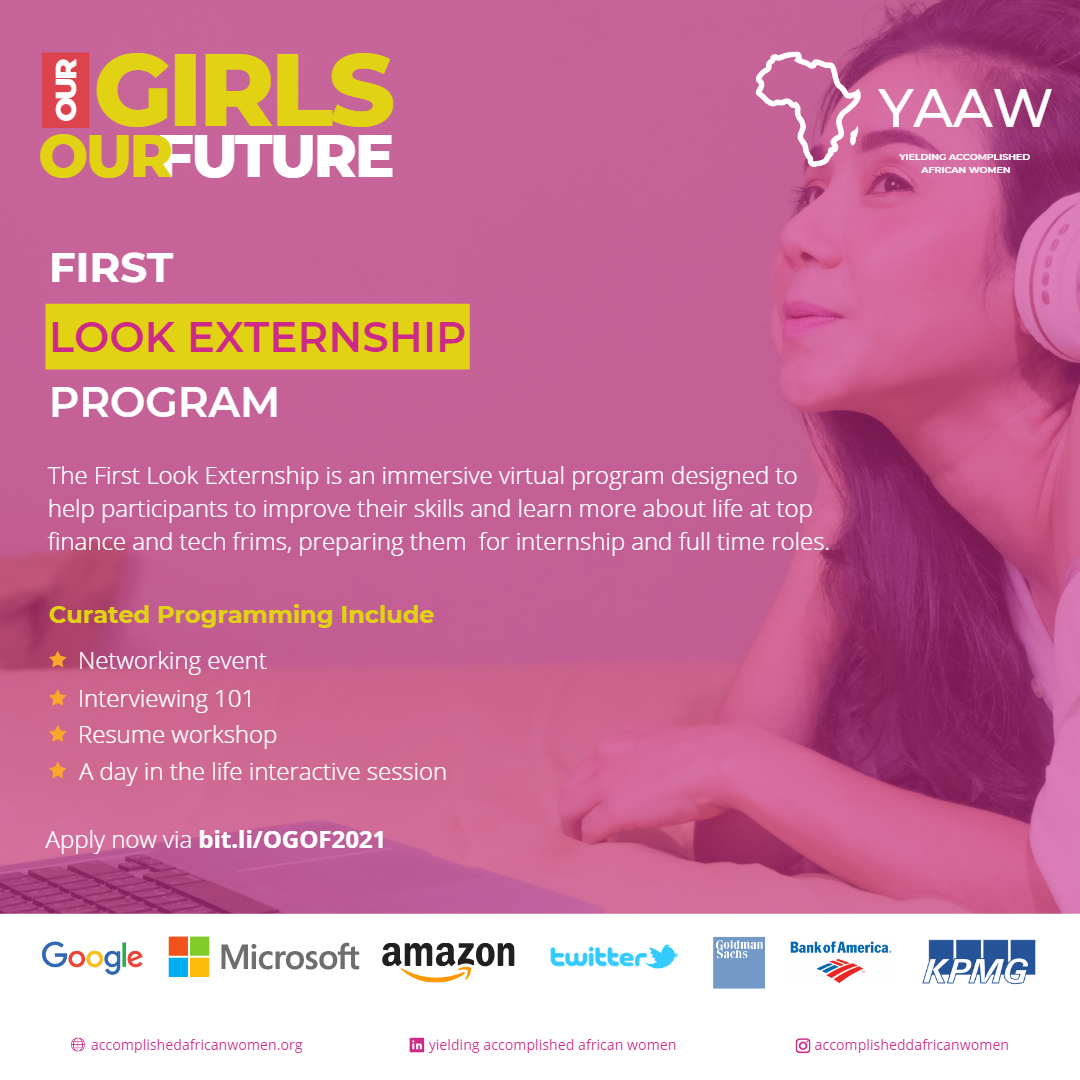 OUR GIRLS
OUR FUTURE
YAAW
YIELDING ACCOMPLISHED
AFRICAN WOMEN
FIRST
LOOK EXTERNSHIP
PROGRAM
The First Look Externship is an immersive virtual program designed to
help participants to improve their skills and learn more about life at top
finance and tech frims, preparing them for internship and full time roles.
Curated Programming Include
Networking event
Interviewing 101
Resume workshop
A day in the life interactive session
Apply now via bit.li/OGOF2021
Google Microsoft amazon twitter Goldman Sachs Bank of America. KPMG
accomplishedafricanwomen.org yielding accomplished african women accomplisheddafricanwomen